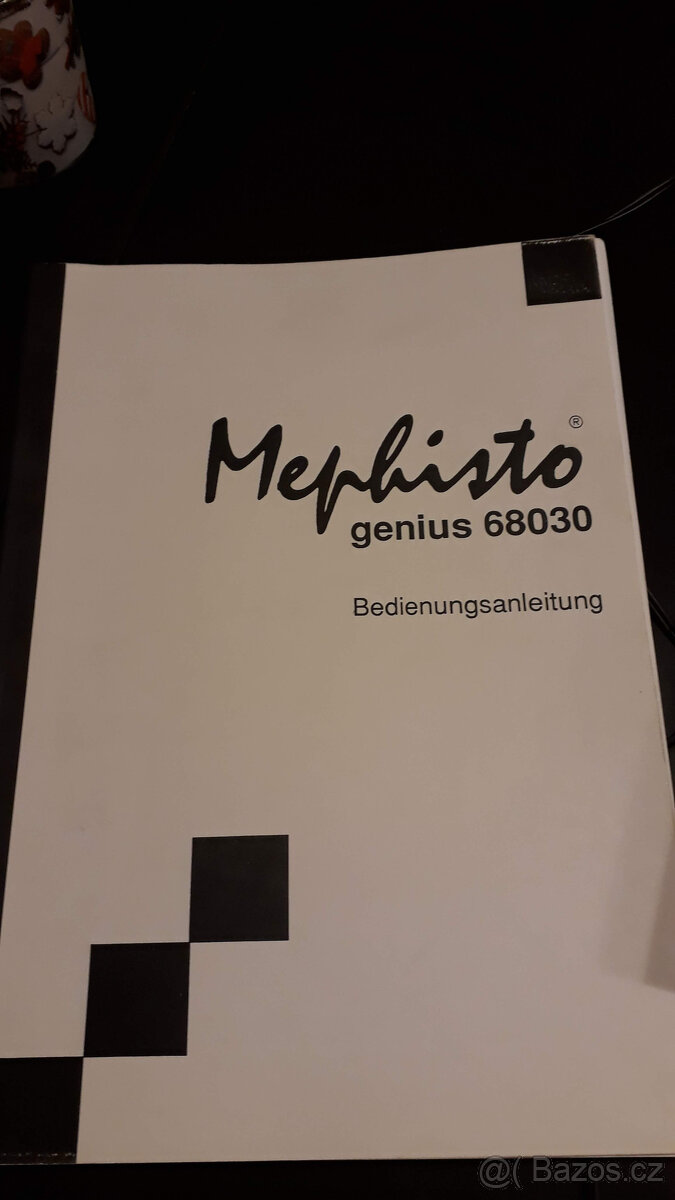 Mephisto®
genius 68030
Bedienungsanleitung
@( Bazos.cz